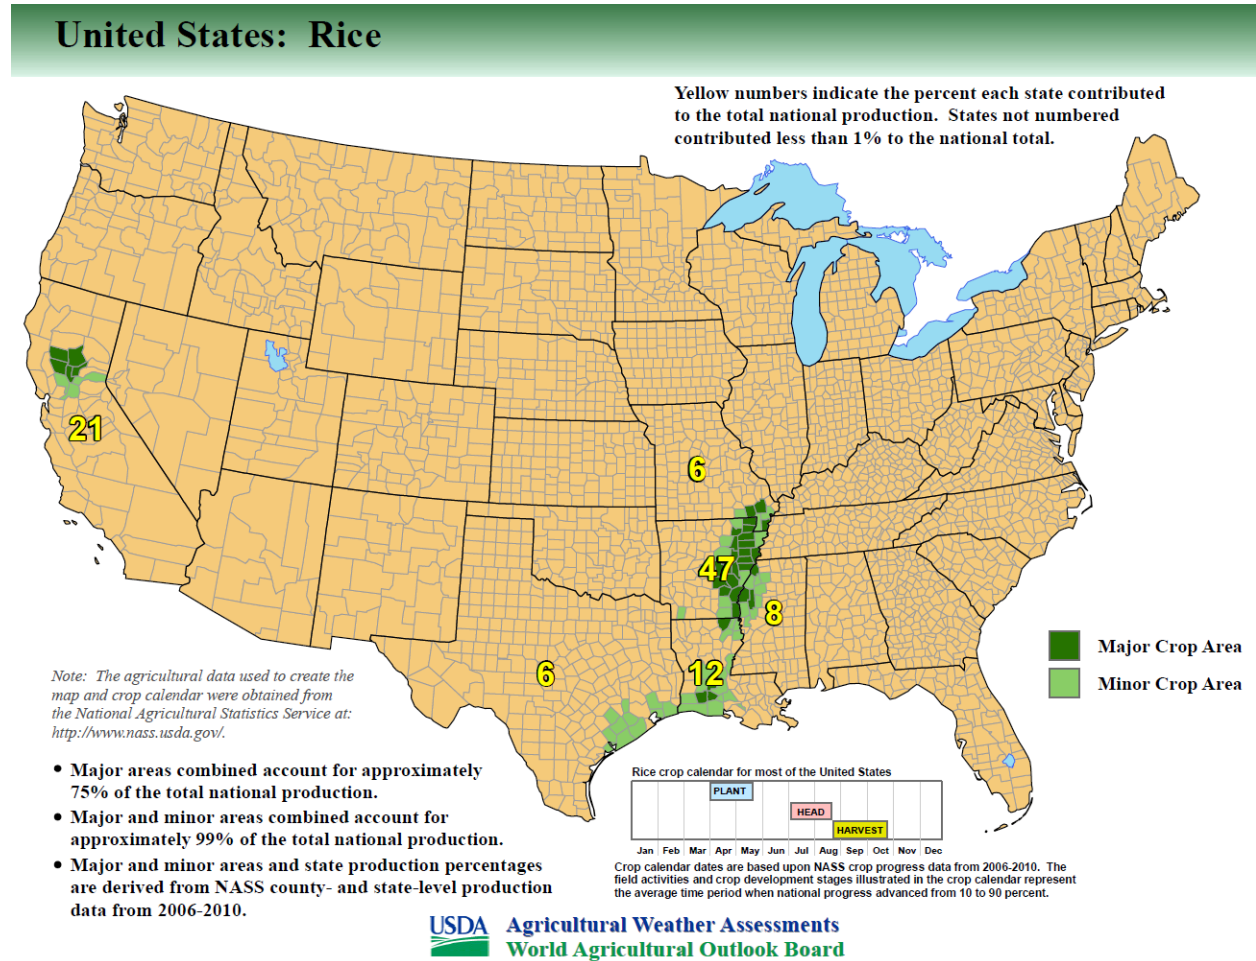 United States:  Rice
Yellow numbers indicate the percent each state contributed
to the total national production.  States not numbered
contributed less than 1% to the national total.
21
6
47
8
6
12
Major Crop Area
Minor Crop Area
Note:  The agricultural data used to create the
map and crop calendar were obtained from
the National Agricultural Statistics Service at:
http://www.nass.usda.gov/.
• Major areas combined account for approximately
75% of the total national production.
• Major and minor areas combined account for
approximately 99% of the total national production.
• Major and minor areas and state production percentages
are derived from NASS county- and state-level production
data from 2006-2010.
Rice crop calendar for most of the United States
PLANT
HEAD
HARVEST
Jan Feb Mar Apr May Jun Jul Aug Sep Oct Nov Dec
Crop calendar dates are based upon NASS crop progress data from 2006-2010.  The
field activities and crop development stages illustrated in the crop calendar represent
the average time period when national progress advanced from 10 to 90 percent.
USDA Agricultural Weather Assessments
World Agricultural Outlook Board